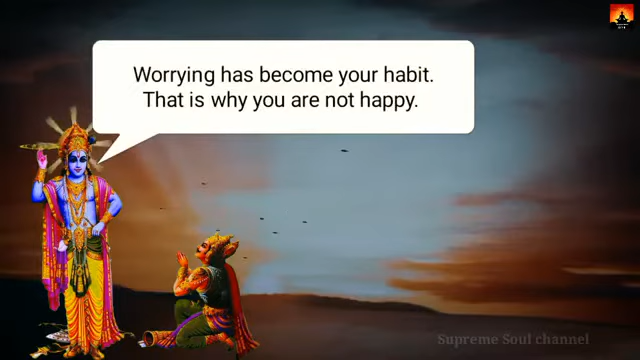 Worrying has become your habit.
That is why you are not happy.
Supreme Soul channel